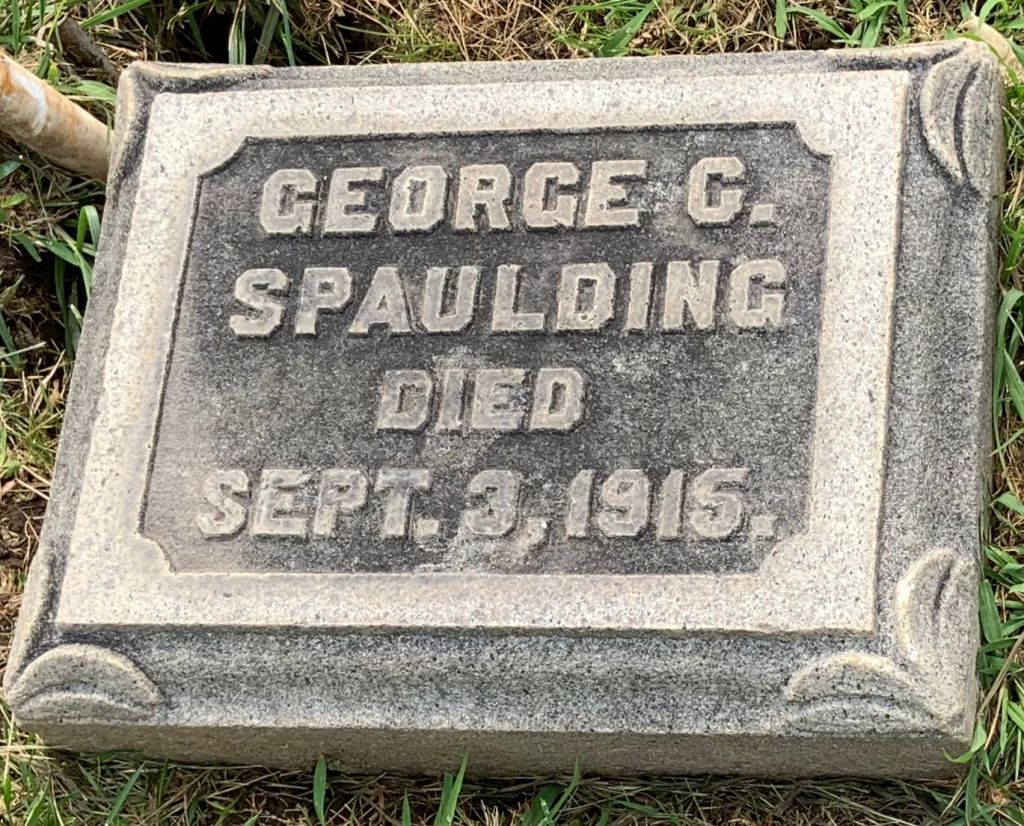 GEORGE C.
SPAULDING
DIED
SEPT. 3, 1915.